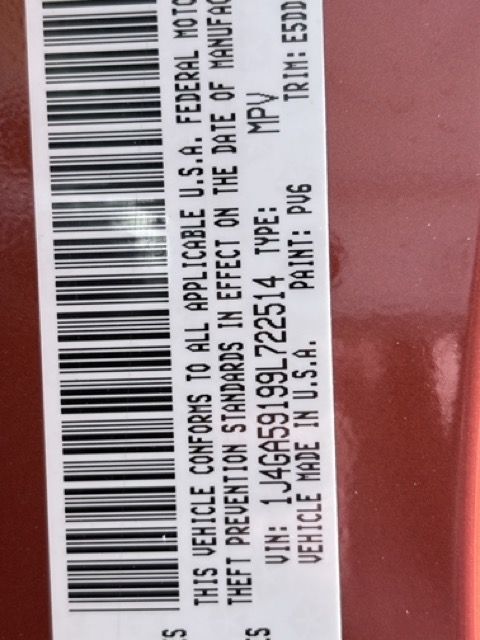 THIS VEHICLE CONFORMS TO ALL APPLICABLE U.S.A. FEDERAL MOTO
THEFT PREVENTION STANDARDS IN EFFECT ON THE DATE OF MANUFAC
VIN: 1J4GA59199L722514 TYPE: MPV
VEHICLE MADE IN U.S.A. PAINT: PV6 TRIM: E5DD